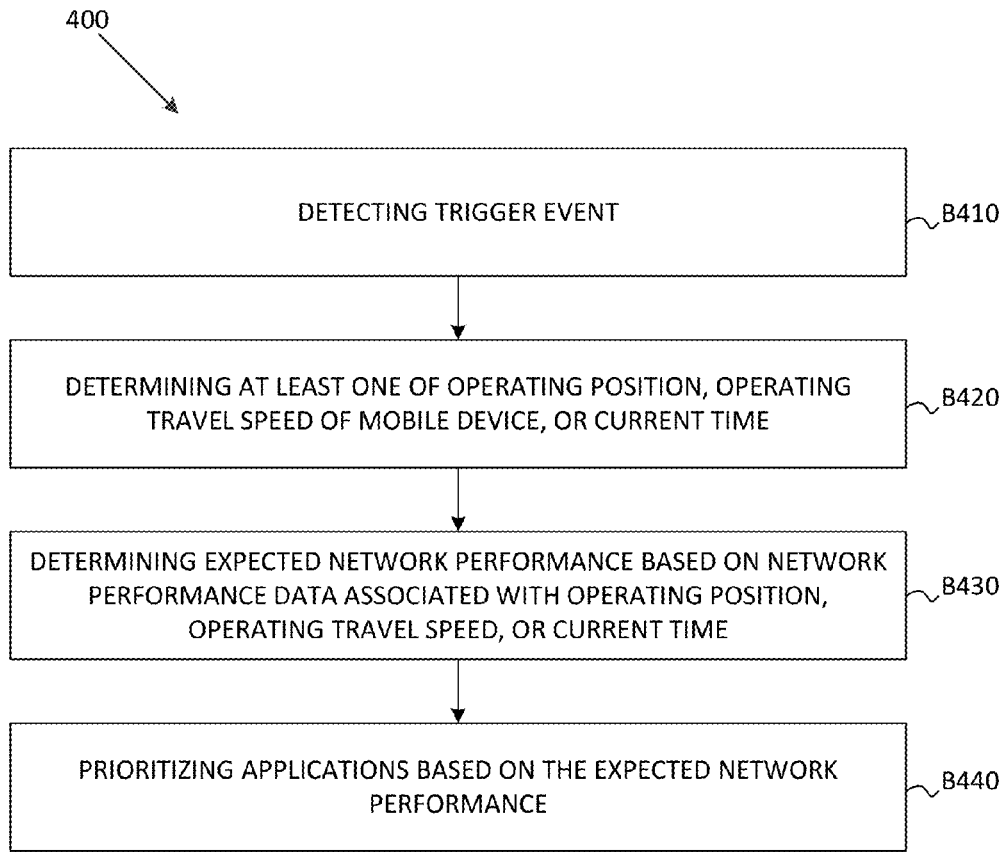 400
DETECTING TRIGGER EVENT
B410
DETERMINING AT LEAST ONE OF OPERATING POSITION, OPERATING
TRAVEL SPEED OF MOBILE DEVICE, OR CURRENT TIME
B420
DETERMINING EXPECTED NETWORK PERFORMANCE BASED ON NETWORK
PERFORMANCE DATA ASSOCIATED WITH OPERATING POSITION,
OPERATING TRAVEL SPEED, OR CURRENT TIME
B430
PRIORITIZING APPLICATIONS BASED ON THE EXPECTED NETWORK
PERFORMANCE
B440